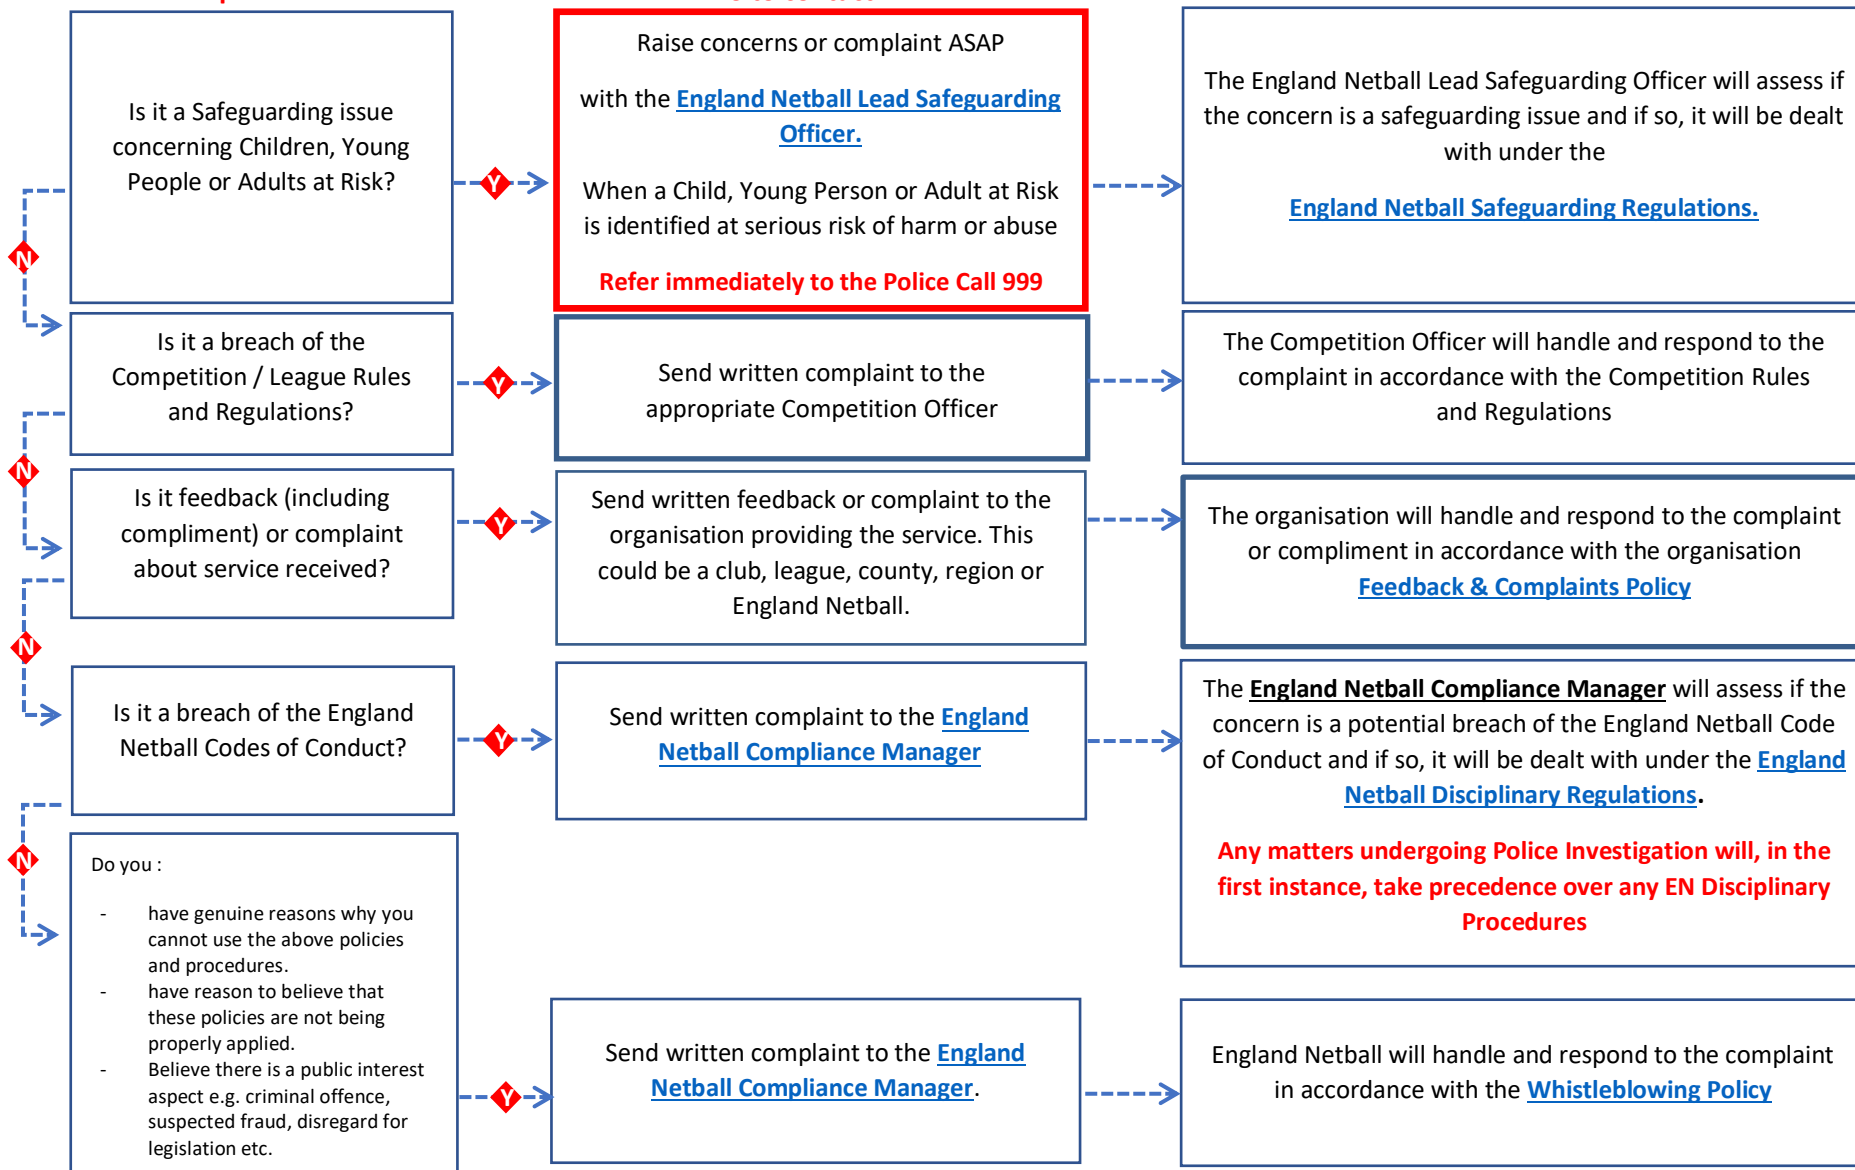 Is it a Safeguarding issue
concerning Children, Young
People or Adults at Risk?
Y
Raise concerns or complaint ASAP
with the England Netball Lead Safeguarding
Officer.
When a Child, Young Person or Adult at Risk
is identified at serious risk of harm or abuse
Refer immediately to the Police Call 999
The England Netball Lead Safeguarding Officer will assess if
the concern is a safeguarding issue and if so, it will be dealt
with under the
England Netball Safeguarding Regulations.
N
Is it a breach of the
Competition / League Rules
and Regulations?
Y
Send written complaint to the
appropriate Competition Officer
The Competition Officer will handle and respond to the
complaint in accordance with the Competition Rules
and Regulations
N
Is it feedback (including
compliment) or complaint
about service received?
Y
Send written feedback or complaint to the
organisation providing the service. This
could be a club, league, county, region or
England Netball.
The organisation will handle and respond to the complaint
or compliment in accordance with the organisation
Feedback & Complaints Policy
N
Is it a breach of the England
Netball Codes of Conduct?
Y
Send written complaint to the England
Netball Compliance Manager
The England Netball Compliance Manager will assess if the
concern is a potential breach of the England Netball Code
of Conduct and if so, it will be dealt with under the England
Netball Disciplinary Regulations.
Any matters undergoing Police Investigation will, in the
first instance, take precedence over any EN Disciplinary
Procedures
N
Do you :
- have genuine reasons why you
cannot use the above policies
and procedures.
- have reason to believe that
these policies are not being
properly applied.
- Believe there is a public interest
aspect e.g. criminal offence,
suspected fraud, disregard for
legislation etc.
Y
Send written complaint to the England
Netball Compliance Manager.
England Netball will handle and respond to the complaint
in accordance with the Whistleblowing Policy